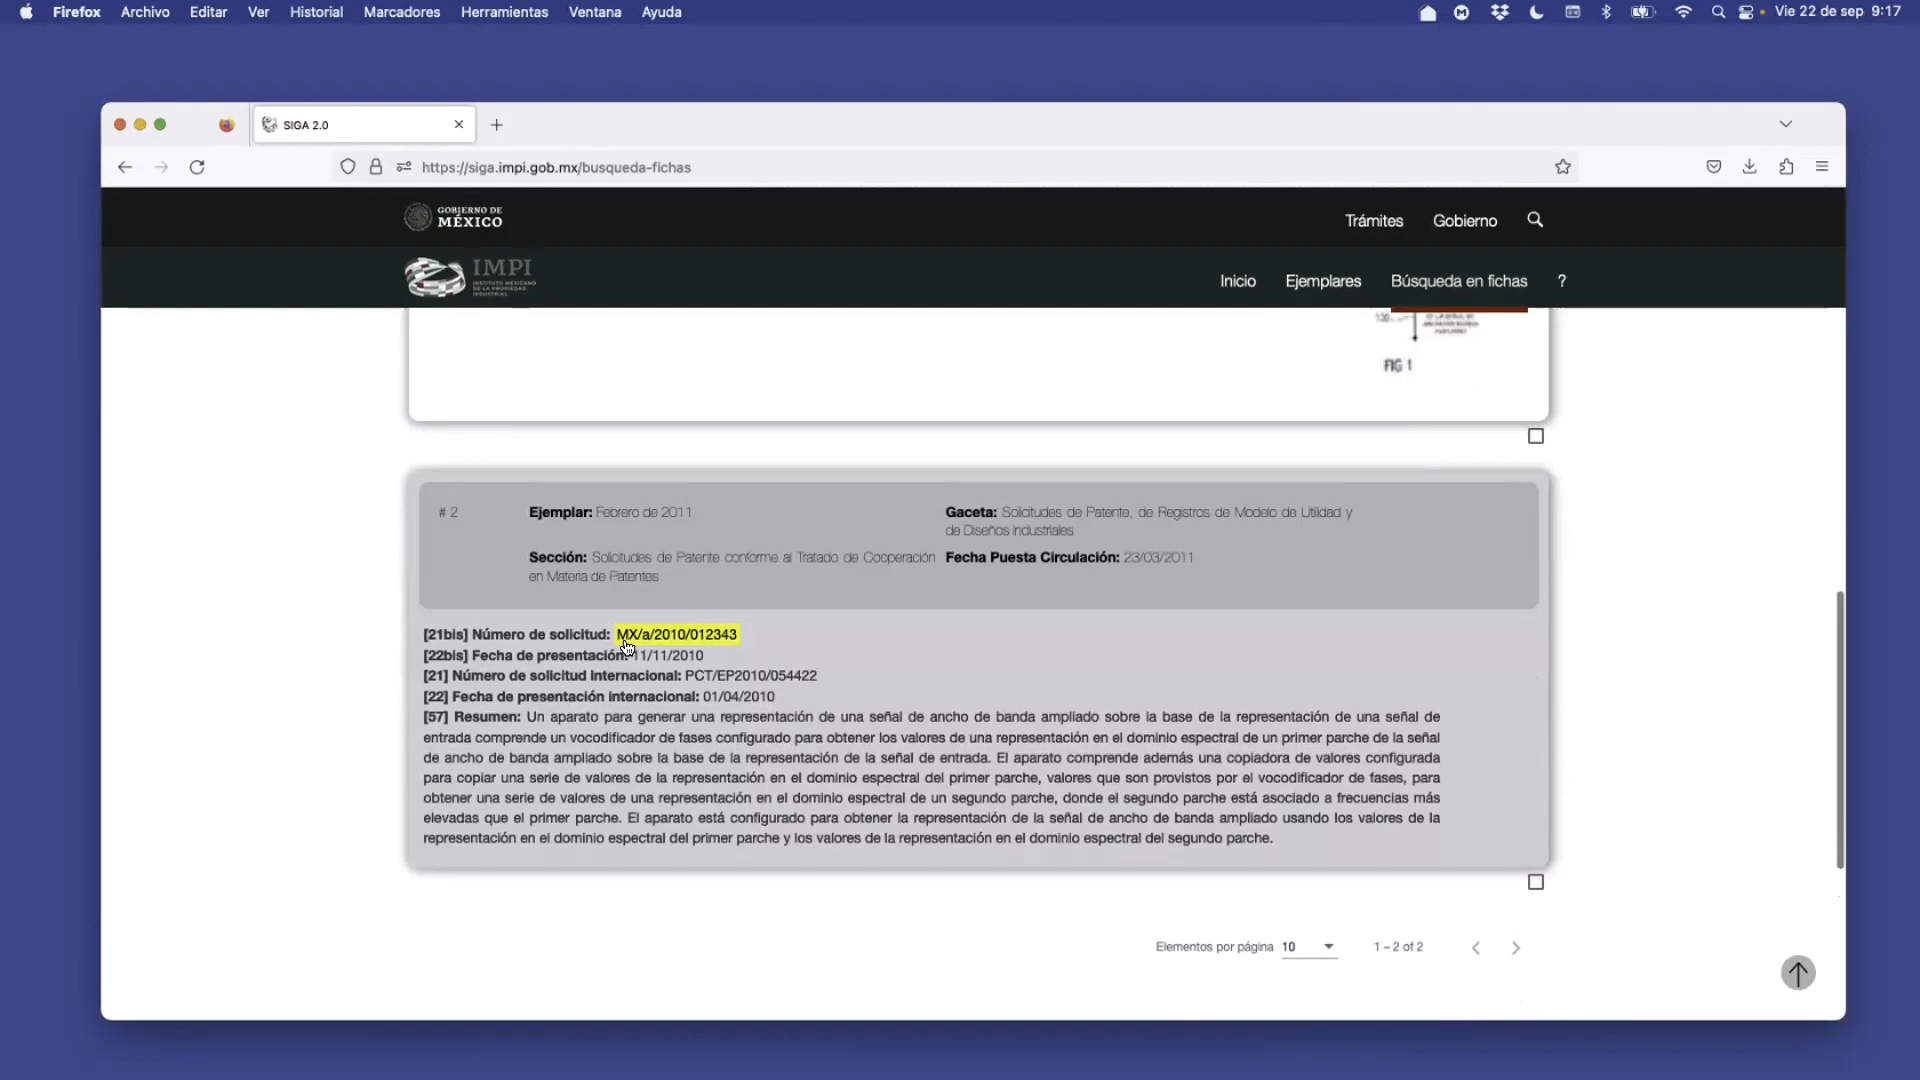 Firefox Archivo Editar Ver Historial Marcadores Herramientas Ventana Ayuda Vie 22 de sep 9:17
SIGA 2.0
https://siga.impi.gob.mx/busqueda-fichas
GOBIERNO DE
MÉXICO
Trámites Gobierno
IMPI
INSTITUTO MEXICANO
DE LA PROPIEDAD
INDUSTRIAL
Inicio Ejemplares Búsqueda en fichas ?
FIG 1
# 2
Ejemplar: Febrero de 2011
Gaceta: Solicitudes de Patente, de Registros de Modelo de Utilidad y
de Diseños Industriales
Sección: Solicitudes de Patente conforme al Tratado de Cooperación
en Materia de Patentes
Fecha Puesta Circulación: 23/03/2011
[21bis] Número de solicitud: MX/a/2010/012343
[22bis] Fecha de presentación: 11/11/2010
[21] Número de solicitud internacional: PCT/EP2010/054422
[22] Fecha de presentación internacional: 01/04/2010
[57] Resumen: Un aparato para generar una representación de una señal de ancho de banda ampliado sobre la base de la representación de una señal de
entrada comprende un vocodificador de fases configurado para obtener los valores de una representación en el dominio espectral de un primer parche de la señal
de ancho de banda ampliado sobre la base de la representación de la señal de entrada. El aparato comprende además una copiadora de valores configurada
para copiar una serie de valores de la representación en el dominio espectral del primer parche, valores que son provistos por el vocodificador de fases, para
obtener una serie de valores de una representación en el dominio espectral de un segundo parche, donde el segundo parche está asociado a frecuencias más
elevadas que el primer parche. El aparato está configurado para obtener la representación de la señal de ancho de banda ampliado usando los valores de la
representación en el dominio espectral del primer parche y los valores de la representación en el dominio espectral del segundo parche.
Elementos por página 10 1 – 2 of 2